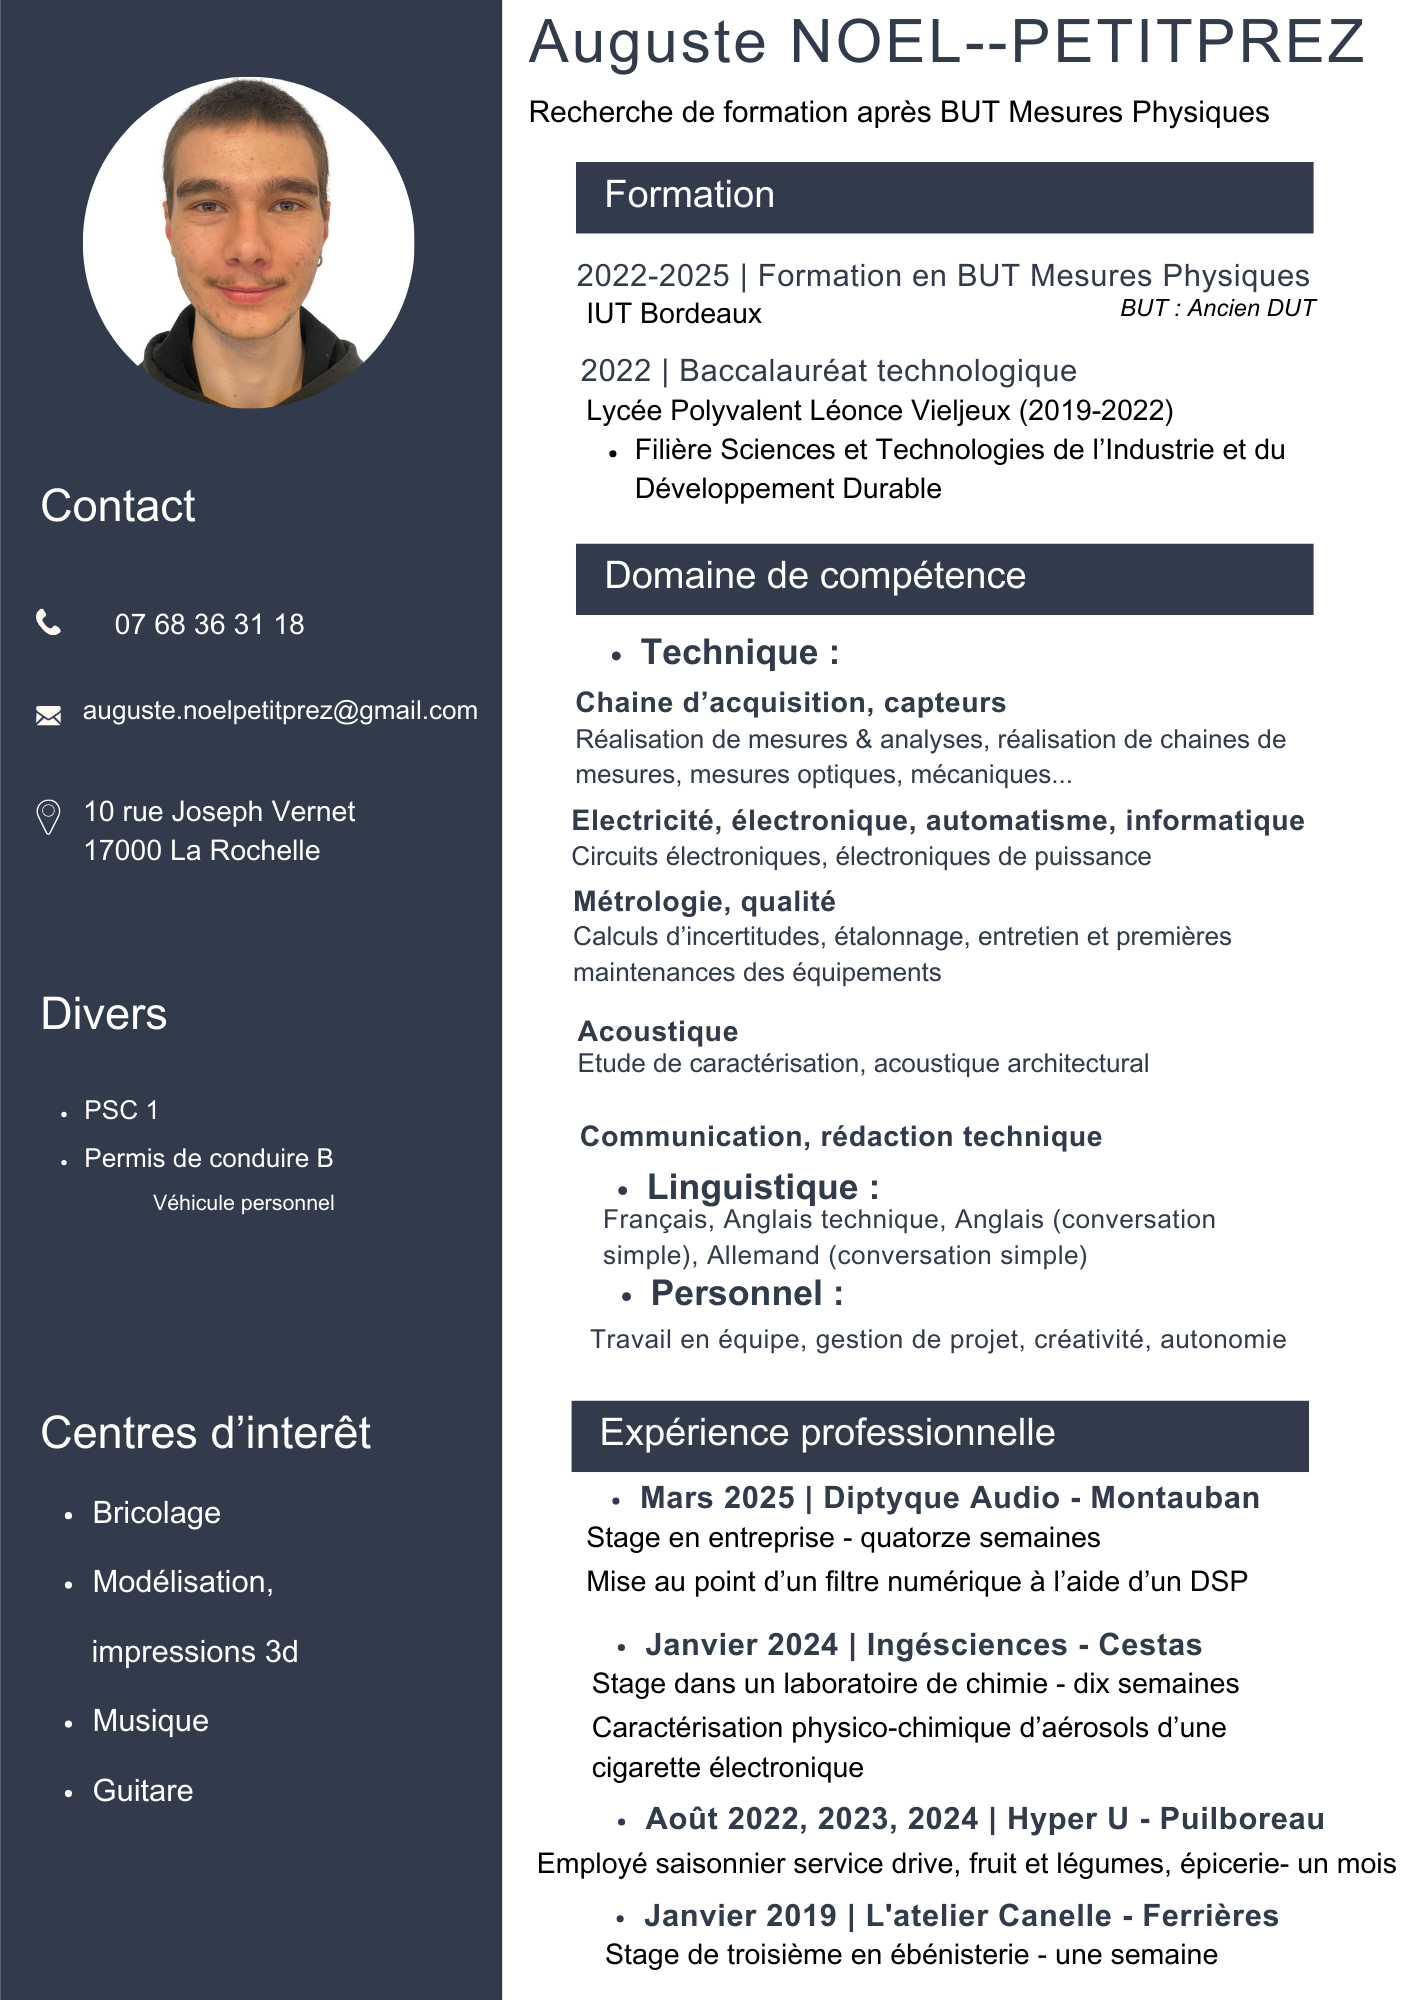 Auguste NOEL--PETITPREZ
Recherche de formation après BUT Mesures Physiques
Contact
07 68 36 31 18
auguste.noelpetitprez@gmail.com
10 rue Joseph Vernet
17000 La Rochelle
Divers
• PSC 1
• Permis de conduire B
Véhicule personnel
Centres d’interêt
• Bricolage
• Modélisation,
impressions 3d
• Musique
• Guitare
Formation
2022-2025 | Formation en BUT Mesures Physiques
IUT Bordeaux
BUT : Ancien DUT
2022 | Baccalauréat technologique
Lycée Polyvalent Léonce Vieljeux (2019-2022)
• Filière Sciences et Technologies de l’Industrie et du
Développement Durable
Domaine de compétence
• Technique :
Chaine d’acquisition, capteurs
Réalisation de mesures & analyses, réalisation de chaines de
mesures, mesures optiques, mécaniques...
Electricité, électronique, automatisme, informatique
Circuits électroniques, électroniques de puissance
Métrologie, qualité
Calculs d’incertitudes, étalonnage, entretien et premières
maintenances des équipements
Acoustique
Etude de caractérisation, acoustique architectural
Communication, rédaction technique
• Linguistique :
Français, Anglais technique, Anglais (conversation
simple), Allemand (conversation simple)
• Personnel :
Travail en équipe, gestion de projet, créativité, autonomie
Expérience professionnelle
• Mars 2025 | Diptyque Audio - Montauban
Stage en entreprise - quatorze semaines
Mise au point d’un filtre numérique à l’aide d’un DSP
• Janvier 2024 | Ingésciences - Cestas
Stage dans un laboratoire de chimie - dix semaines
Caractérisation physico-chimique d’aérosols d’une
cigarette électronique
• Août 2022, 2023, 2024 | Hyper U - Puilboreau
Employé saisonnier service drive, fruit et légumes, épicerie- un mois
• Janvier 2019 | L'atelier Canelle - Ferrières
Stage de troisième en ébénisterie - une semaine